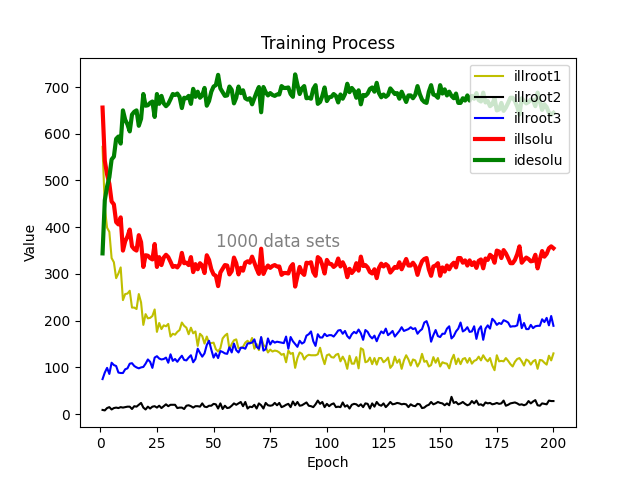 Training Process
illroot1
illroot2
illroot3
illsolu
idesolu
1000 data sets
Value
700
600
500
400
300
200
100
0
0 25 50 75 100 125 150 175 200
Epoch